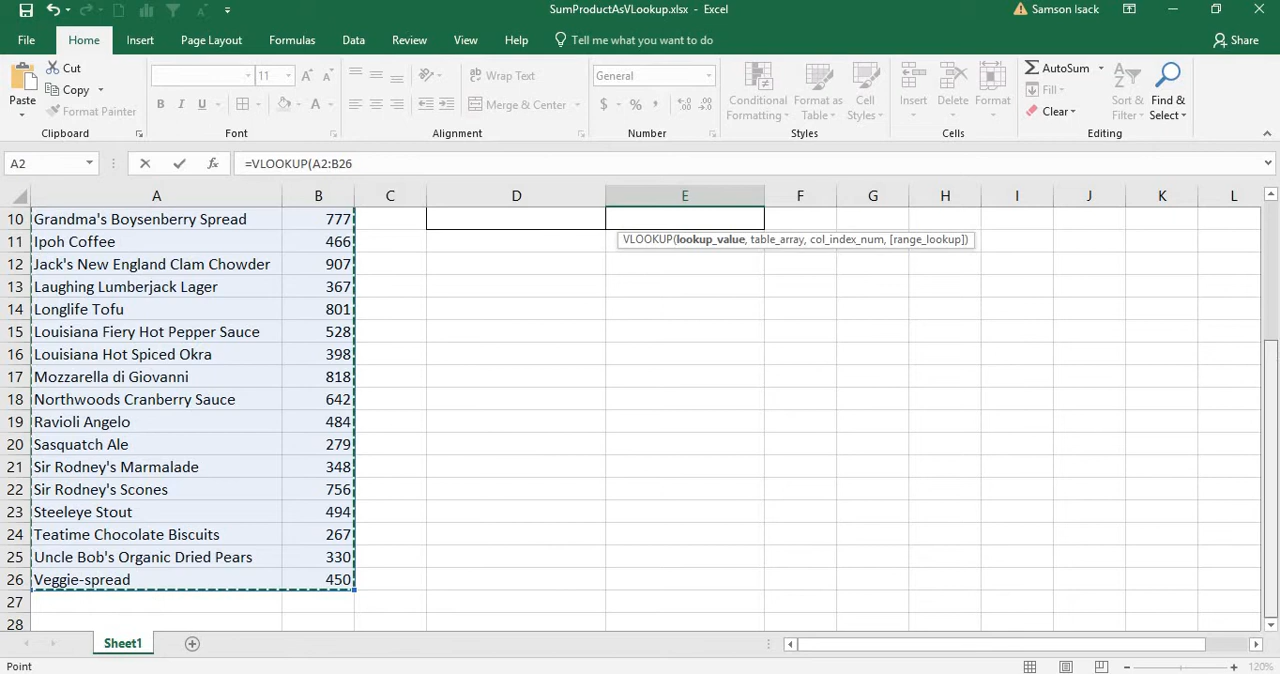 SumProductAsVLookup.xlsx - Excel
Samson Isack
File Home Insert Page Layout Formulas Data Review View Help Tell me what you want to do Share
Paste
Cut
Copy
Format Painter
Clipboard
11
Font
Wrap Text
Merge & Center
Alignment
General
$ % ,
Number
Conditional Formatting
Format as Table
Cell Styles
Styles
Insert
Delete
Format
Cells
AutoSum
Fill
Clear
Sort & Filter
Find & Select
Editing
A2 fx =VLOOKUP(A2:B26
A B C D E F G H I J K L
10 Grandma's Boysenberry Spread 777
VLOOKUP(lookup_value, table_array, col_index_num, [range_lookup])
11 Ipoh Coffee 466
12 Jack's New England Clam Chowder 907
13 Laughing Lumberjack Lager 367
14 Longlife Tofu 801
15 Louisiana Fiery Hot Pepper Sauce 528
16 Louisiana Hot Spiced Okra 398
17 Mozzarella di Giovanni 818
18 Northwoods Cranberry Sauce 642
19 Ravioli Angelo 484
20 Sasquatch Ale 279
21 Sir Rodney's Marmalade 348
22 Sir Rodney's Scones 756
23 Steeleye Stout 494
24 Teatime Chocolate Biscuits 267
25 Uncle Bob's Organic Dried Pears 330
26 Veggie-spread 450
27
28
Sheet1
Point 120%